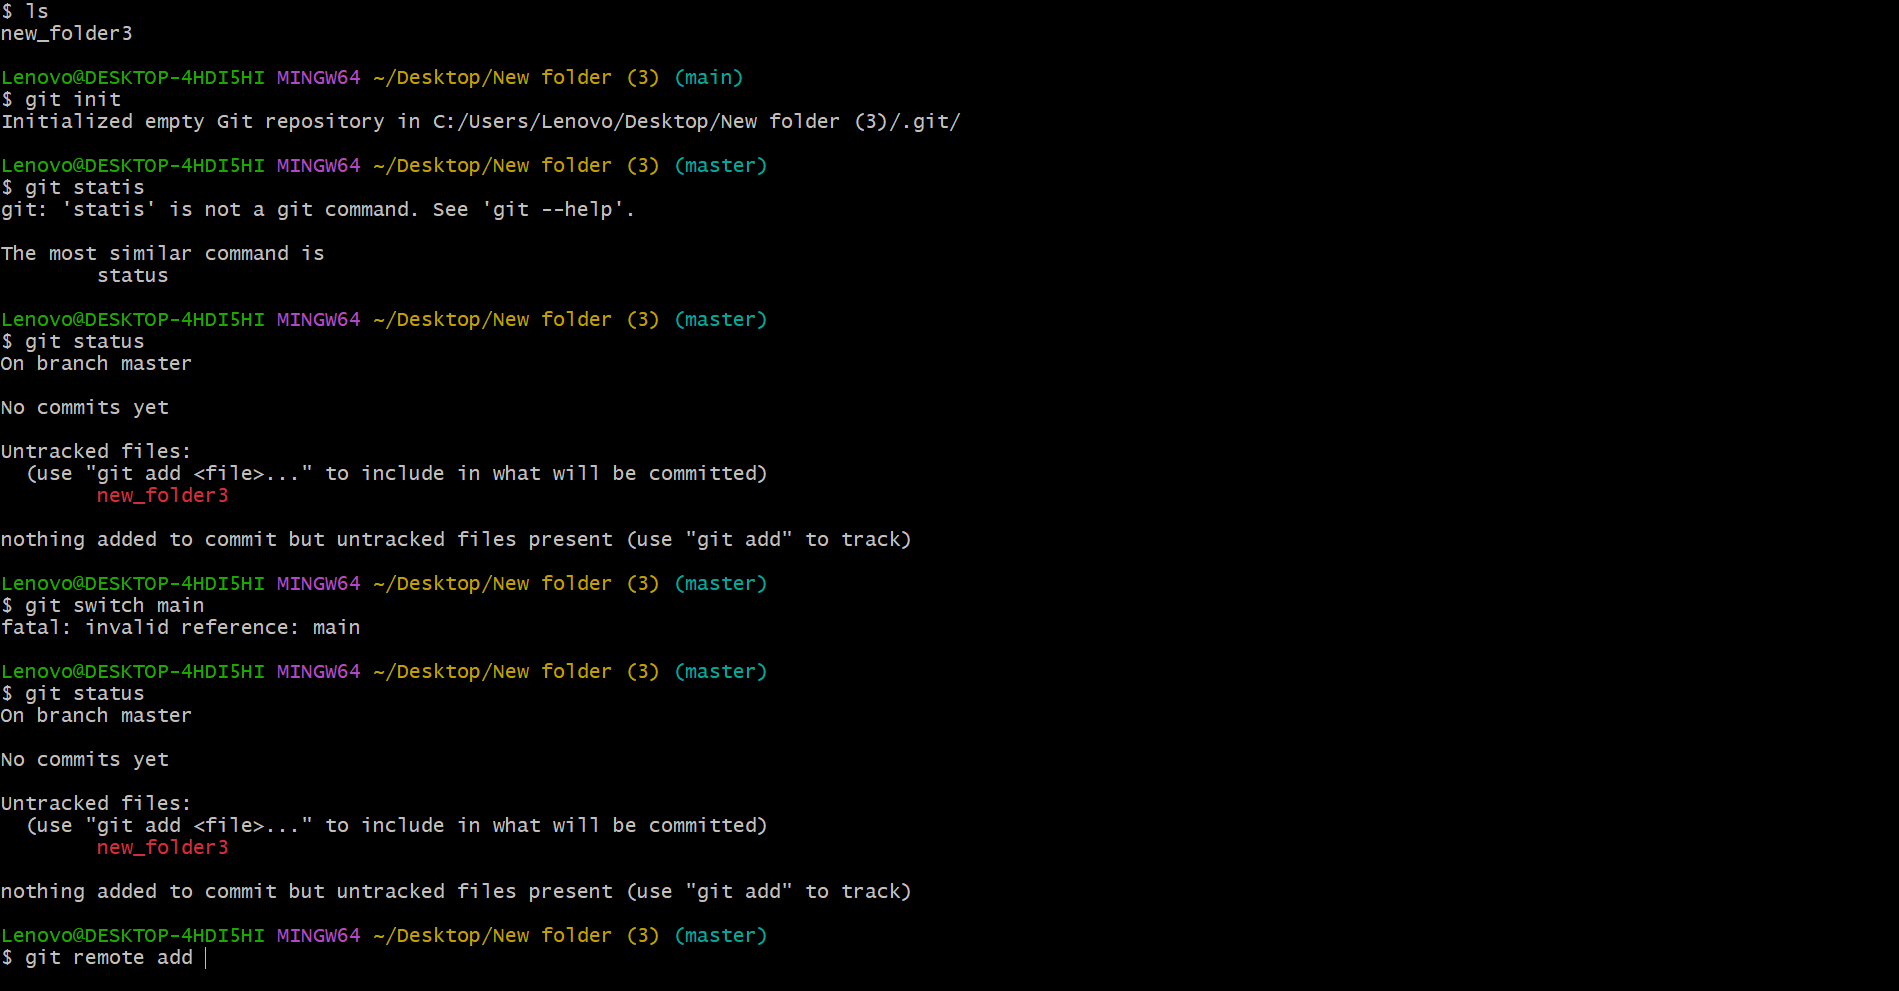 $ ls
new_folder3
Lenovo@DESKTOP-4HDI5HI MINGW64 ~/Desktop/New folder (3) (main)
$ git init
Initialized empty Git repository in C:/Users/Lenovo/Desktop/New folder (3)/.git/
Lenovo@DESKTOP-4HDI5HI MINGW64 ~/Desktop/New folder (3) (master)
$ git statis
git: 'statis' is not a git command. See 'git --help'.
The most similar command is
        status
Lenovo@DESKTOP-4HDI5HI MINGW64 ~/Desktop/New folder (3) (master)
$ git status
On branch master
No commits yet
Untracked files:
  (use "git add <file>..." to include in what will be committed)
        new_folder3
nothing added to commit but untracked files present (use "git add" to track)
Lenovo@DESKTOP-4HDI5HI MINGW64 ~/Desktop/New folder (3) (master)
$ git switch main
fatal: invalid reference: main
Lenovo@DESKTOP-4HDI5HI MINGW64 ~/Desktop/New folder (3) (master)
$ git status
On branch master
No commits yet
Untracked files:
  (use "git add <file>..." to include in what will be committed)
        new_folder3
nothing added to commit but untracked files present (use "git add" to track)
Lenovo@DESKTOP-4HDI5HI MINGW64 ~/Desktop/New folder (3) (master)
$ git remote add